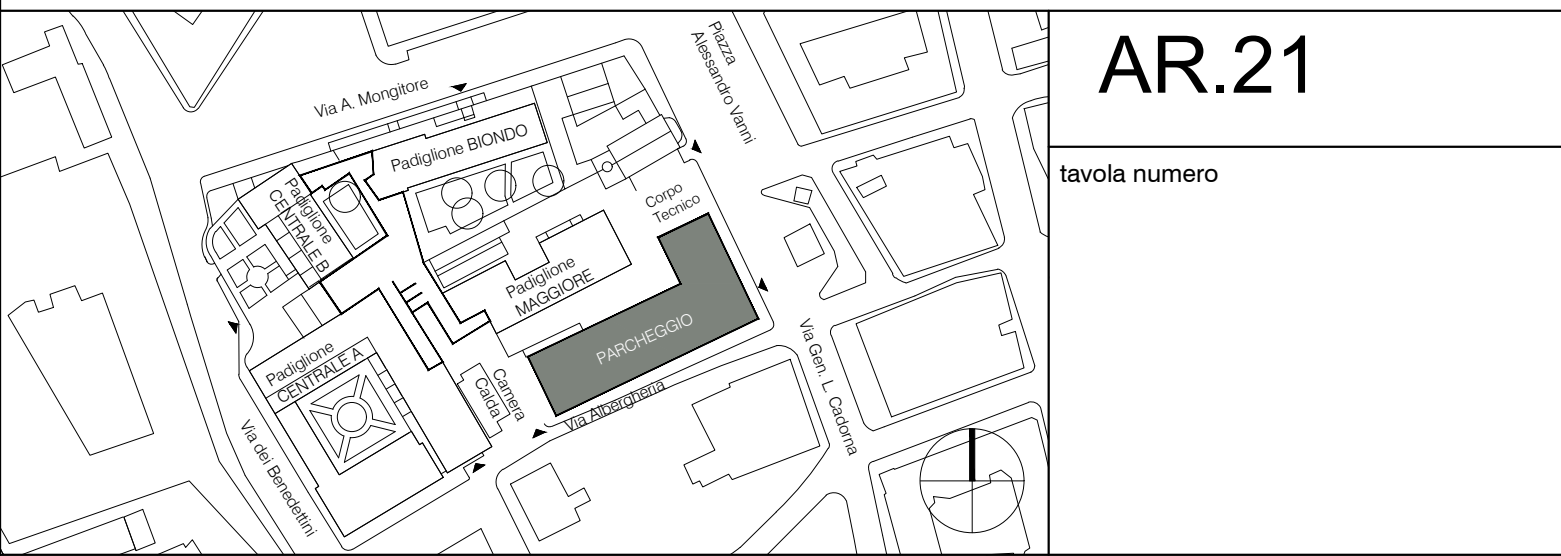 AR.21
tavola numero
Piazza
Alessandro Vanni
Via A. Mongitore
Padiglione BIONDO
Padiglione
CENTRALE B
Corpo
Tecnico
Padiglione
MAGGIORE
PARCHEGGIO
Padiglione
CENTRALE A
Camera
Calda
Via Albergheria
Via Gen. L. Cadorna
Via dei Benedettini